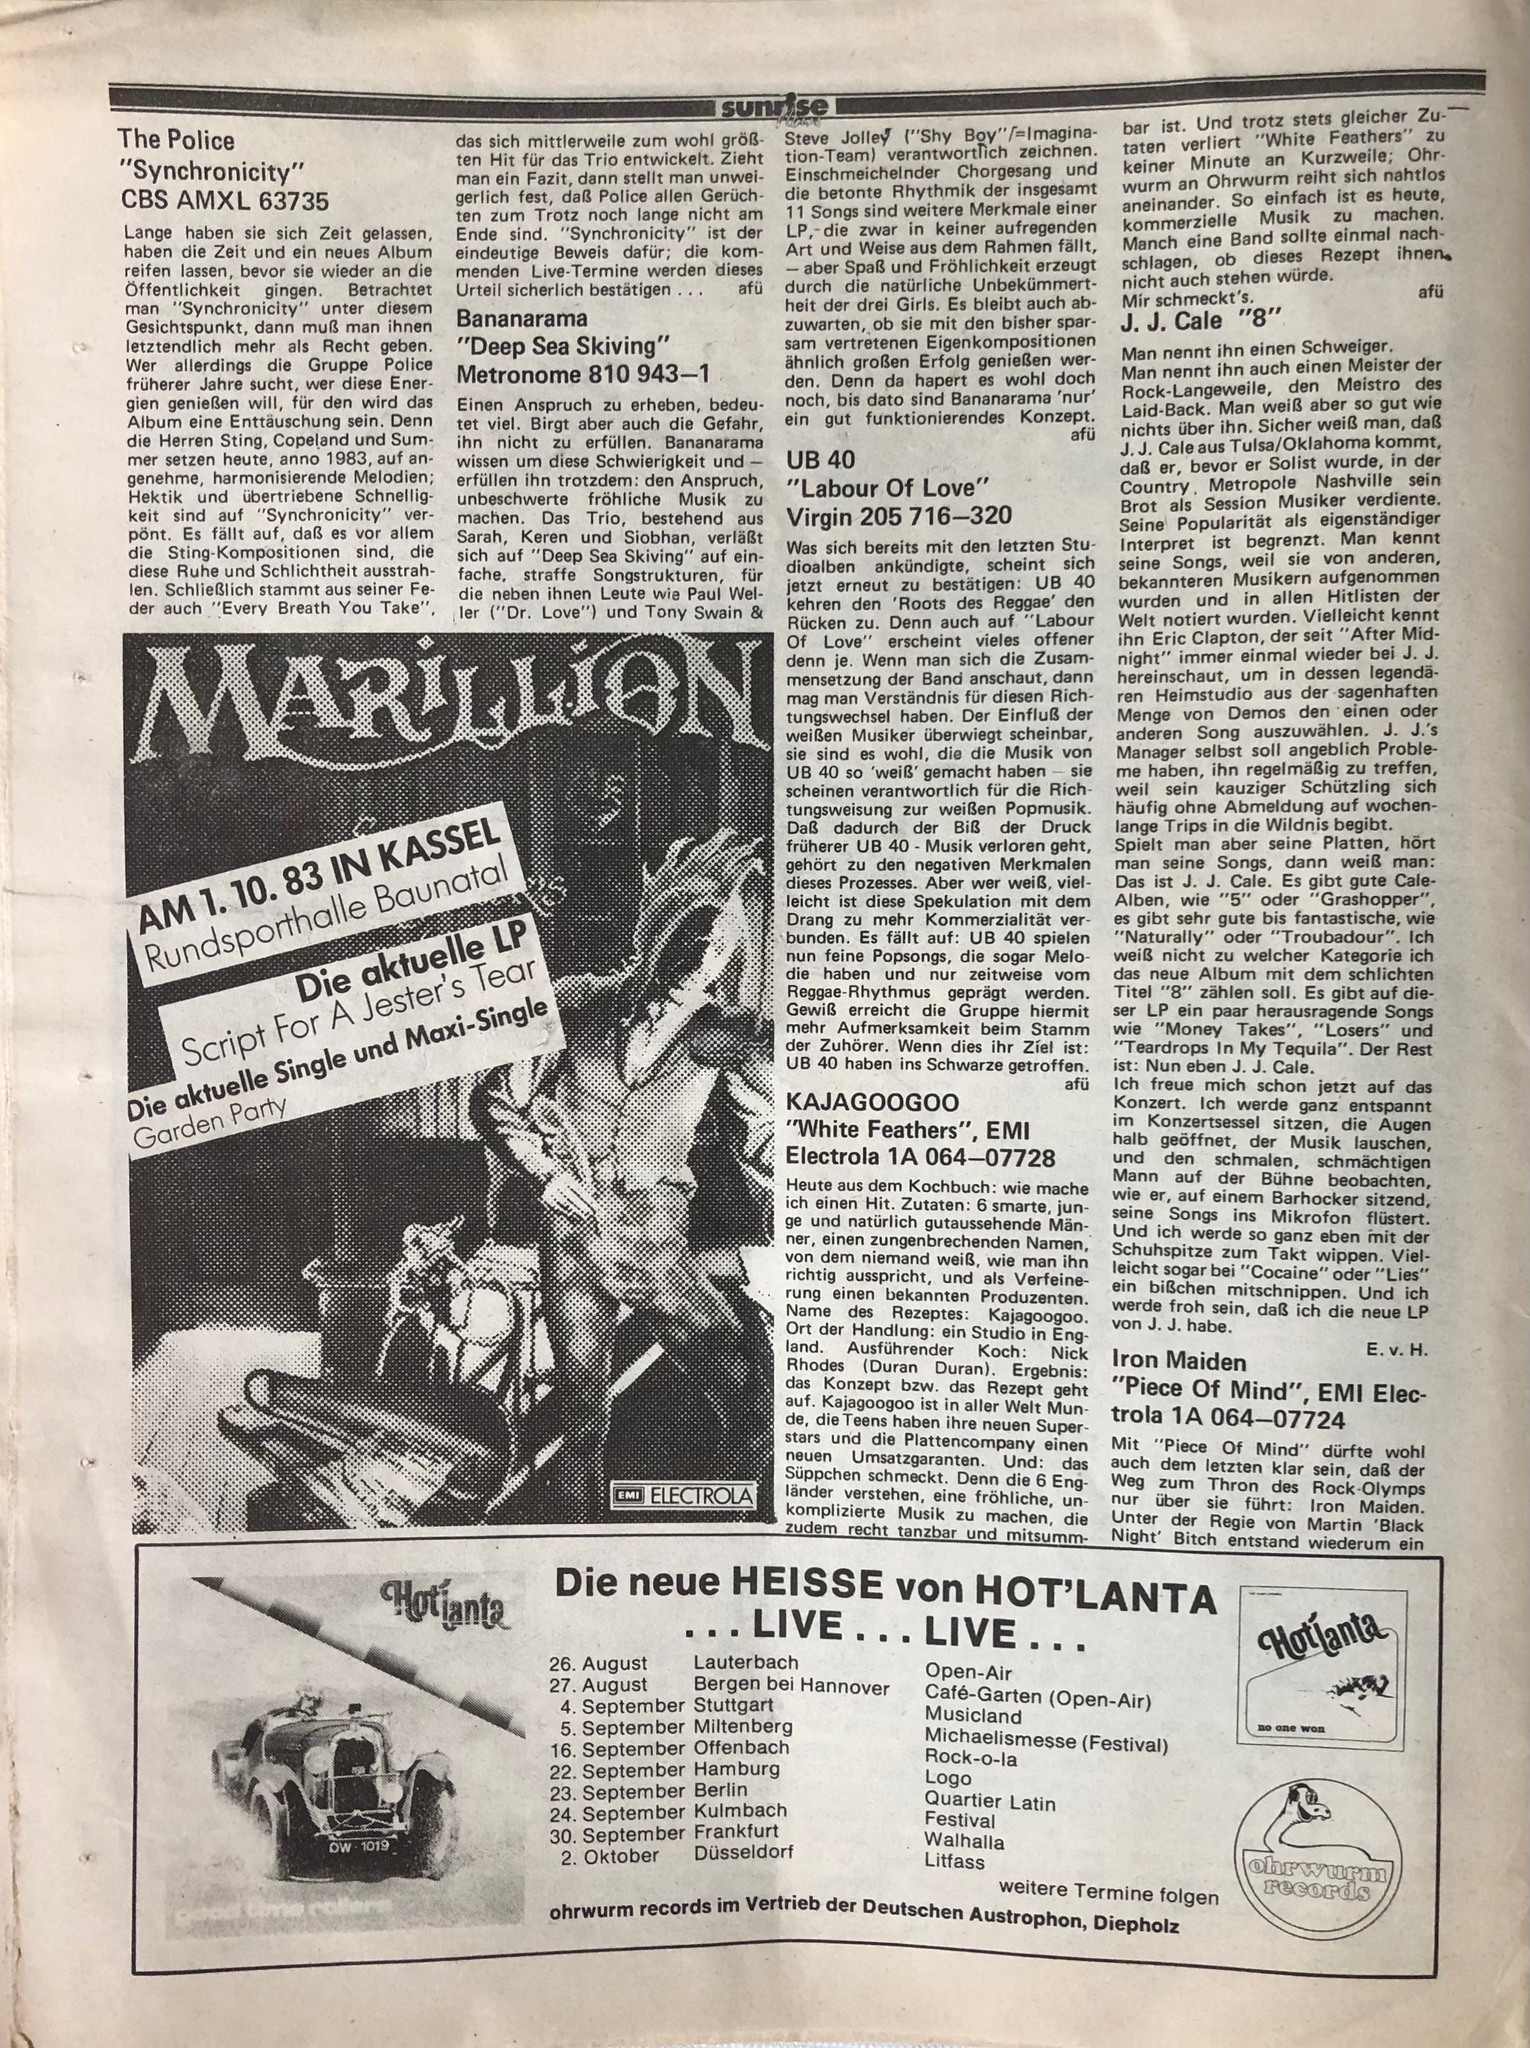 sunrise
The Police
"Synchronicity"
CBS AMXL 63735
Lange haben sie sich Zeit gelassen,
haben die Zeit und ein neues Album
reifen lassen, bevor sie wieder an die
Öffentlichkeit gingen. Betrachtet
man "Synchronicity" unter diesem
Gesichtspunkt, dann muß man ihnen
letztendlich mehr als Recht geben.
Wer allerdings die Gruppe Police
früherer Jahre sucht, wer diese Ener-
gien genießen will, für den wird das
Album eine Enttäuschung sein. Denn
die Herren Sting, Copeland und Sum-
mer setzen heute, anno 1983, auf an-
genehme, harmonisierende Melodien;
Hektik und übertriebene Schnellig-
keit sind auf "Synchronicity" ver-
pönt. Es fällt auf, daß es vor allem
die Sting-Kompositionen sind, die
diese Ruhe und Schlichtheit ausstrah-
len. Schließlich stammt aus seiner Fe-
der auch "Every Breath You Take",
das sich mittlerweile zum wohl größ-
ten Hit für das Trio entwickelt. Zieht
man ein Fazit, dann stellt man unwei-
gerlich fest, daß Police allen Gerüch-
ten zum Trotz noch lange nicht am
Ende sind. "Synchronicity" ist der
eindeutige Beweis dafür; die kom-
menden Live-Termine werden dieses
Urteil sicherlich bestätigen . . . afü
Bananarama
"Deep Sea Skiving"
Metronome 810 943—1
Einen Anspruch zu erheben, bedeu-
tet viel. Birgt aber auch die Gefahr,
ihn nicht zu erfüllen. Bananarama
wissen um diese Schwierigkeit und —
erfüllen ihn trotzdem: den Anspruch,
unbeschwerte fröhliche Musik zu
machen. Das Trio, bestehend aus
Sarah, Keren und Siobhan, verläßt
sich auf "Deep Sea Skiving" auf ein-
fache, straffe Songstrukturen, für
die neben ihnen Leute wie Paul Wel-
ler ("Dr. Love") und Tony Swain &
Steve Jolley ("Shy Boy"/=Imagina-
tion-Team) verantwortlich zeichnen.
Einschmeichelnder Chorgesang und
die betonte Rhythmik der insgesamt
11 Songs sind weitere Merkmale einer
LP, die zwar in keiner aufregenden
Art und Weise aus dem Rahmen fällt,
— aber Spaß und Fröhlichkeit erzeugt
durch die natürliche Unbekümmert-
heit der drei Girls. Es bleibt auch ab-
zuwarten, ob sie mit den bisher spar-
sam vertretenen Eigenkompositionen
ähnlich großen Erfolg genießen wer-
den. Denn da hapert es wohl doch
noch, bis dato sind Bananarama 'nur'
ein gut funktionierendes Konzept.
afü
UB 40
"Labour Of Love"
Virgin 205 716—320
Was sich bereits mit den letzten Stu-
dioalben ankündigte, scheint sich
jetzt erneut zu bestätigen: UB 40
kehren den 'Roots des Reggae' den
Rücken zu. Denn auch auf "Labour
Of Love" erscheint vieles offener
denn je. Wenn man sich die Zusam-
mensetzung der Band anschaut, dann
mag man Verständnis für diesen Rich-
tungswechsel haben. Der Einfluß der
weißen Musiker überwiegt scheinbar,
sie sind es wohl, die die Musik von
UB 40 so 'weiß' gemacht haben — sie
scheinen verantwortlich für die Rich-
tungsweisung zur weißen Popmusik.
Daß dadurch der Biß der Druck
früherer UB 40 - Musik verloren geht,
gehört zu den negativen Merkmalen
dieses Prozesses. Aber wer weiß, viel-
leicht ist diese Spekulation mit dem
Drang zu mehr Kommerzialität ver-
bunden. Es fällt auf: UB 40 spielen
nun feine Popsongs, die sogar Melo-
die haben und nur zeitweise vom
Reggae-Rhythmus geprägt werden.
Gewiß erreicht die Gruppe hiermit
mehr Aufmerksamkeit beim Stamm
der Zuhörer. Wenn dies ihr Ziel ist:
UB 40 haben ins Schwarze getroffen.
afü
KAJAGOOGOO
"White Feathers", EMI
Electrola 1A 064—07728
Heute aus dem Kochbuch: wie mache
ich einen Hit. Zutaten: 6 smarte, jun-
ge und natürlich gutaussehende Män-
ner, einen zungenbrechenden Namen,
von dem niemand weiß, wie man ihn
richtig ausspricht, und als Verfeine-
rung einen bekannten Produzenten.
Name des Rezeptes: Kajagoogoo.
Ort der Handlung: ein Studio in Eng-
land. Ausführender Koch: Nick
Rhodes (Duran Duran). Ergebnis:
das Konzept bzw. das Rezept geht
auf. Kajagoogoo ist in aller Welt Mun-
de, die Teens haben ihre neuen Super-
stars und die Plattencompany einen
neuen Umsatzgaranten. Und: das
Süppchen schmeckt. Denn die 6 Eng-
länder verstehen, eine fröhliche, un-
komplizierte Musik zu machen, die
zudem recht tanzbar und mitsumm-
bar ist. Und trotz stets gleicher Zu-
taten verliert "White Feathers" zu
keiner Minute an Kurzweile; Ohr-
wurm an Ohrwurm reiht sich nahtlos
aneinander. So einfach ist es heute,
kommerzielle Musik zu machen.
Manch eine Band sollte einmal nach-
schlagen, ob dieses Rezept ihnen
nicht auch stehen würde.
Mir schmeckt's. afü
J. J. Cale "8"
Man nennt ihn einen Schweiger.
Man nennt ihn auch einen Meister der
Rock-Langeweile, den Meistro des
Laid-Back. Man weiß aber so gut wie
nichts über ihn. Sicher weiß man, daß
J. J. Cale aus Tulsa/Oklahoma kommt,
daß er, bevor er Solist wurde, in der
Country, Metropole Nashville sein
Brot als Session Musiker verdiente.
Seine Popularität als eigenständiger
Interpret ist begrenzt. Man kennt
seine Songs, weil sie von anderen,
bekannteren Musikern aufgenommen
wurden und in allen Hitlisten der
Welt notiert wurden. Vielleicht kennt
ihn Eric Clapton, der seit "After Mid-
night" immer einmal wieder bei J. J.
hereinschaut, um in dessen legendä-
ren Heimstudio aus der sagenhaften
Menge von Demos den einen oder
anderen Song auszuwählen. J. J.'s
Manager selbst soll angeblich Proble-
me haben, ihn regelmäßig zu treffen,
weil sein kauziger Schützling sich
häufig ohne Abmeldung auf wochen-
lange Trips in die Wildnis begibt.
Spielt man aber seine Platten, hört
man seine Songs, dann weiß man:
Das ist J. J. Cale. Es gibt gute Cale-
Alben, wie "5" oder "Grashopper",
es gibt sehr gute bis fantastische, wie
"Naturally" oder "Troubadour". Ich
weiß nicht zu welcher Kategorie ich
das neue Album mit dem schlichten
Titel "8" zählen soll. Es gibt auf die-
ser LP ein paar herausragende Songs
wie "Money Takes", "Losers" und
"Teardrops In My Tequila". Der Rest
ist: Nun eben J. J. Cale.
Ich freue mich schon jetzt auf das
Konzert. Ich werde ganz entspannt
im Konzertsessel sitzen, die Augen
halb geöffnet, der Musik lauschen,
und den schmalen, schmächtigen
Mann auf der Bühne beobachten,
wie er, auf einem Barhocker sitzend,
seine Songs ins Mikrofon flüstert.
Und ich werde so ganz eben mit der
Schuhspitze zum Takt wippen. Viel-
leicht sogar bei "Cocaine" oder "Lies"
ein bißchen mitschnippen. Und ich
werde froh sein, daß ich die neue LP
von J. J. habe.
E. v. H.
Iron Maiden
"Piece Of Mind", EMI Elec-
trola 1A 064—07724
Mit "Piece Of Mind" dürfte wohl
auch dem letzten klar sein, daß der
Weg zum Thron des Rock-Olymps
nur über sie führt: Iron Maiden.
Unter der Regie von Martin 'Black
Night' Bitch entstand wiederum ein
MARILLION
AM 1. 10. 83 IN KASSEL
Rundsporthalle Baunatal
Die aktuelle LP
Script For A Jester's Tear
Die aktuelle Single und Maxi-Single
Garden Party
EMI ELECTROLA
Hot'lanta
OW·1019
Die neue HEISSE von HOT'LANTA
. . . LIVE . . . LIVE . . .
26. August Lauterbach Open-Air
27. August Bergen bei Hannover Café-Garten (Open-Air)
4. September Stuttgart Musicland
5. September Miltenberg Michaelismesse (Festival)
16. September Offenbach Rock-o-la
22. September Hamburg Logo
23. September Berlin Quartier Latin
24. September Kulmbach Festival
30. September Frankfurt Walhalla
2. Oktober Düsseldorf Litfass
weitere Termine folgen
ohrwurm records im Vertrieb der Deutschen Austrophon, Diepholz
Hot'lanta
no one won
ohrwurm
records